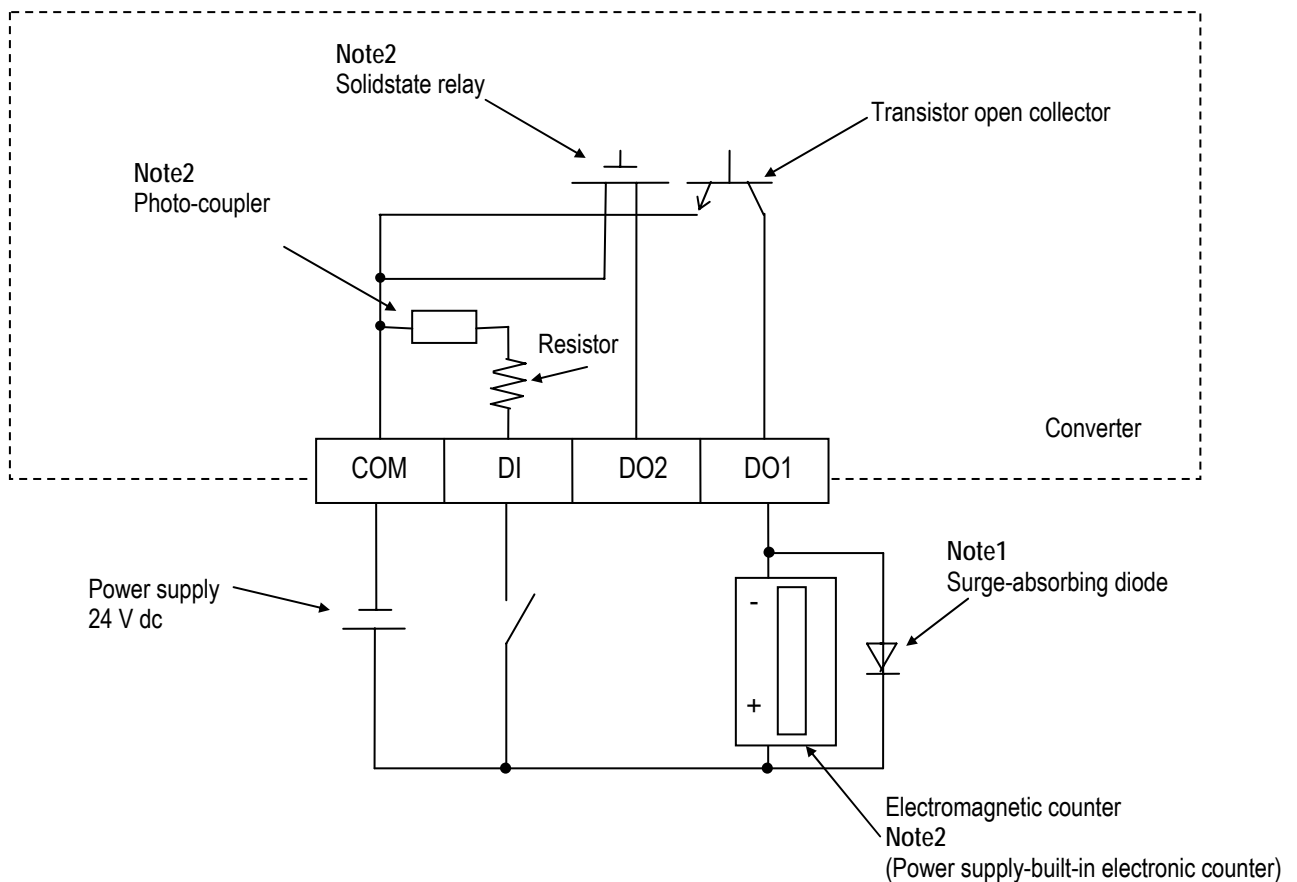 Note2
Solidstate relay
Transistor open collector
Note2
Photo-coupler
Resistor
Converter
COM
DI
DO2
DO1
Power supply
24 V dc
Note1
Surge-absorbing diode
-
+
Electromagnetic counter
Note2
(Power supply-built-in electronic counter)